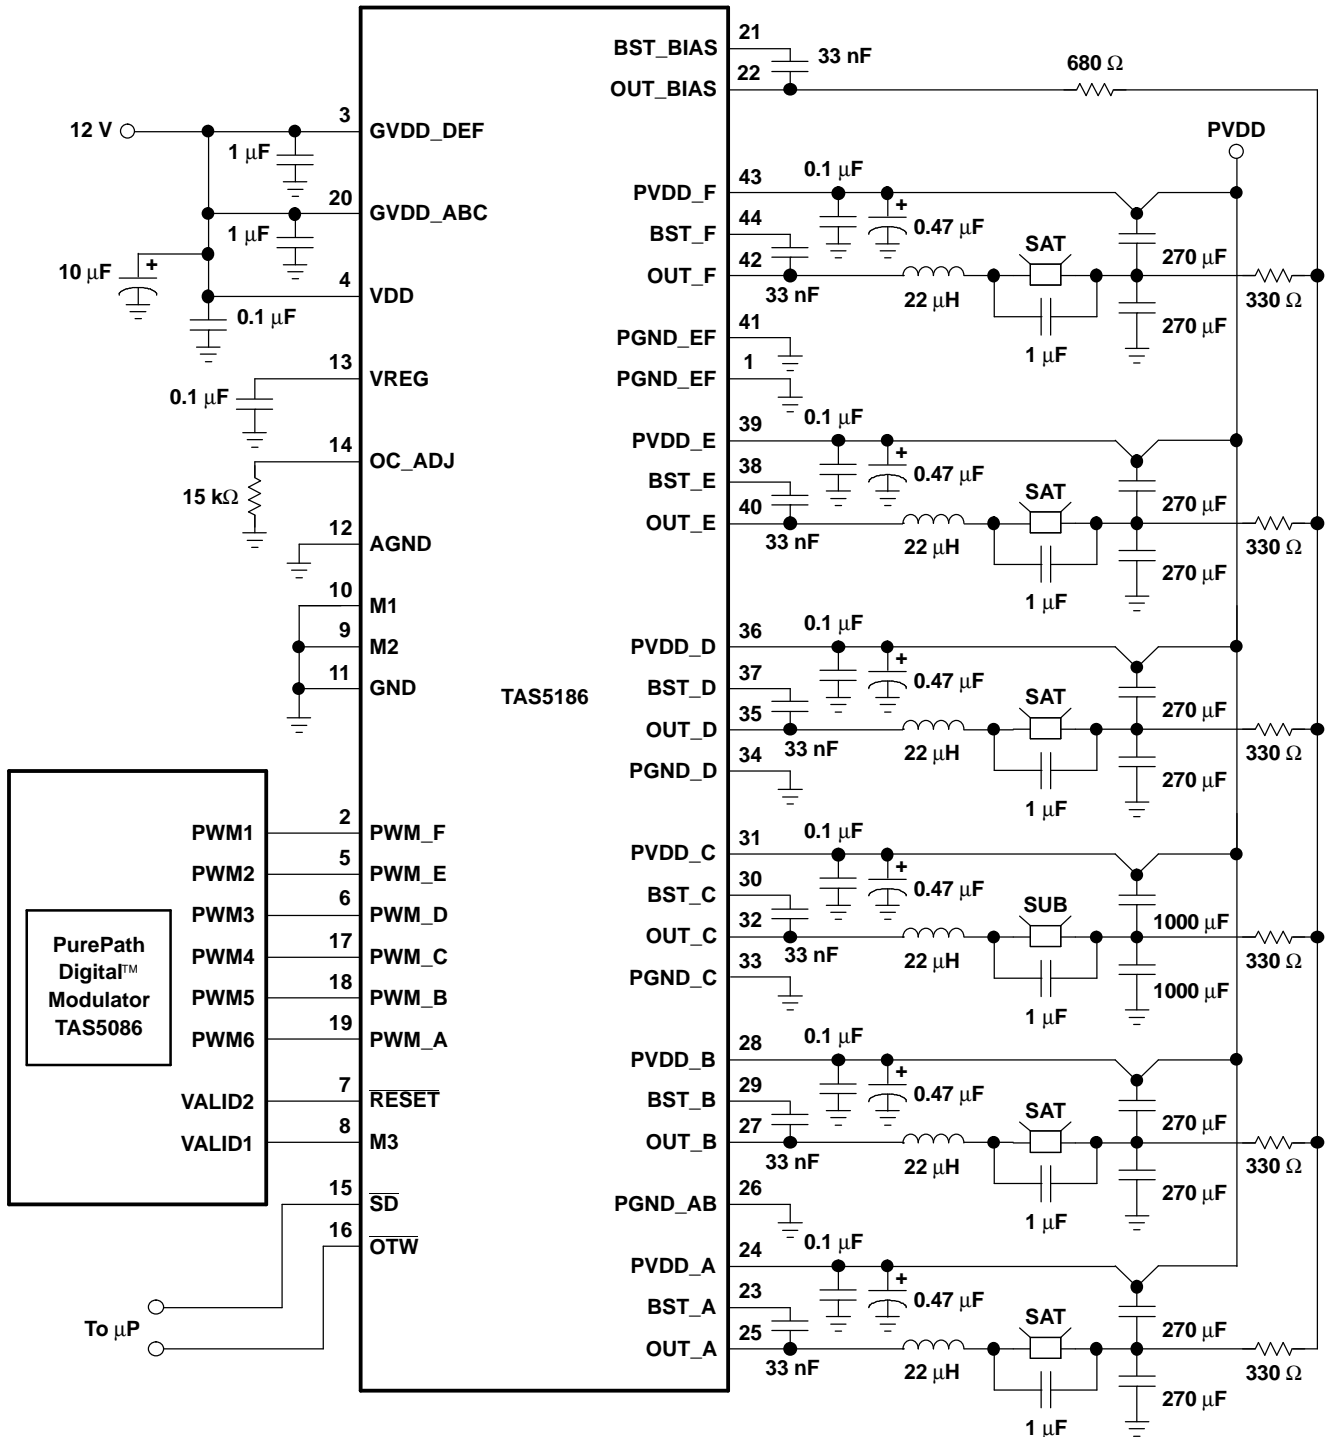 21
BST_BIAS
33 nF
22
OUT_BIAS
680 Ω
12 V
3
GVDD_DEF
1 μF
PVDD
20
GVDD_ABC
1 μF
10 μF
+
4
VDD
0.1 μF
13
VREG
0.1 μF
14
OC_ADJ
15 kΩ
12
AGND
10
M1
9
M2
11
GND
TAS5186
43
PVDD_F
0.1 μF
+
0.47 μF
44
BST_F
42
OUT_F
33 nF
22 μH
SAT
1 μF
270 μF
270 μF
330 Ω
41
PGND_EF
1
PGND_EF
39
PVDD_E
0.1 μF
+
0.47 μF
38
BST_E
40
OUT_E
33 nF
22 μH
SAT
1 μF
270 μF
270 μF
330 Ω
36
PVDD_D
0.1 μF
+
0.47 μF
37
BST_D
35
OUT_D
33 nF
22 μH
SAT
1 μF
270 μF
270 μF
330 Ω
34
PGND_D
31
PVDD_C
0.1 μF
+
0.47 μF
30
BST_C
32
OUT_C
33 nF
22 μH
SUB
1 μF
1000 μF
1000 μF
330 Ω
33
PGND_C
28
PVDD_B
0.1 μF
+
0.47 μF
29
BST_B
27
OUT_B
33 nF
22 μH
SAT
1 μF
270 μF
270 μF
330 Ω
26
PGND_AB
24
PVDD_A
0.1 μF
+
0.47 μF
23
BST_A
25
OUT_A
33 nF
22 μH
SAT
1 μF
270 μF
270 μF
330 Ω
PurePath
Digital™
Modulator
TAS5086
PWM1
2
PWM_F
PWM2
5
PWM_E
PWM3
6
PWM_D
PWM4
17
PWM_C
PWM5
18
PWM_B
PWM6
19
PWM_A
VALID2
7
RESET
VALID1
8
M3
15
SD
16
OTW
To μP